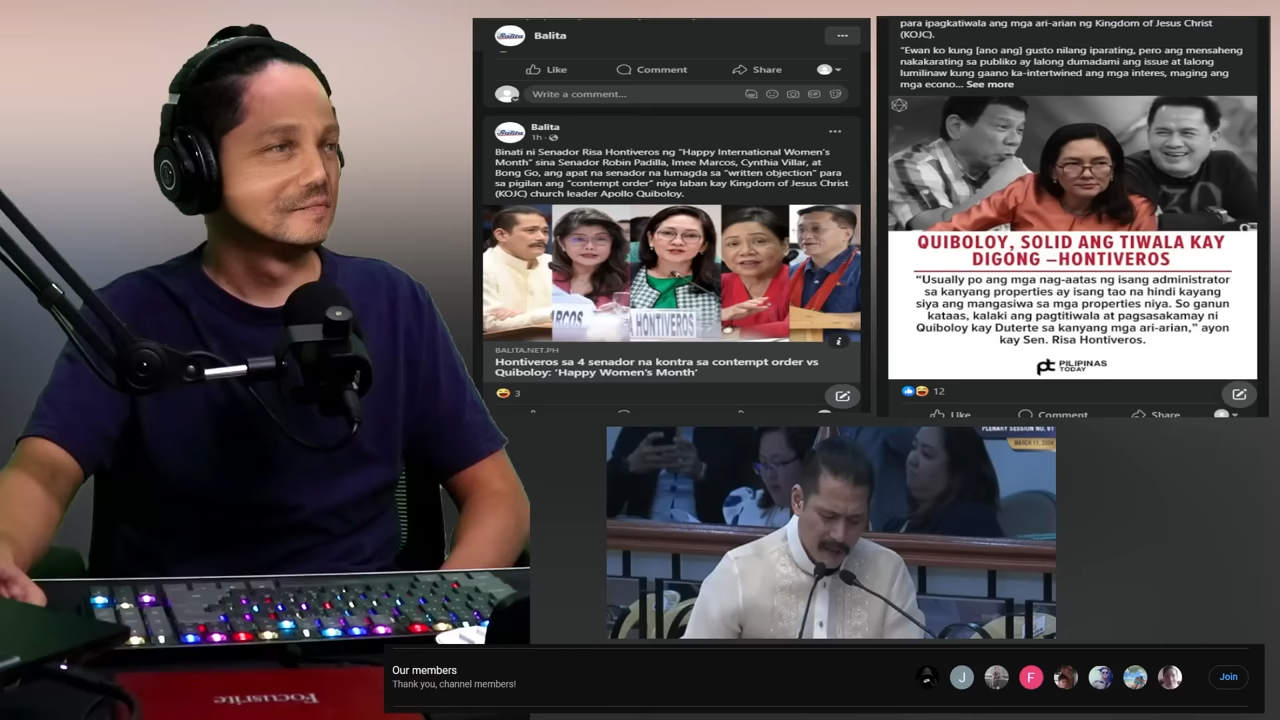 Balita
Like
Comment
Share
Write a comment...
Balita
1h
Binati ni Senador Risa Hontiveros ng "Happy International Women's
Month" sina Senador Robin Padilla, Imee Marcos, Cynthia Villar, at
Bong Go, ang apat na senador na lumagda sa "written objection" para
sa pigilan ang "contempt order" niya laban kay Kingdom of Jesus Christ
(KOJC) church leader Apollo Quiboloy.
HONTIVEROS
BALITA.NET.PH
Hontiveros sa 4 senador na kontra sa contempt order vs
Quiboloy: 'Happy Women's Month'
3
para ipagkatiwala ang mga ari-arian ng Kingdom of Jesus Christ
(KOJC).
"Ewan ko kung [ano ang] gusto nilang iparating, pero ang mensaheng
nakakarating sa publiko ay lalong dumadami ang issue at lalong
lumilinaw kung gaano ka-intertwined ang mga interes, maging ang
mga econo... See more
QUIBOLOY, SOLID ANG TIWALA KAY
DIGONG –HONTIVEROS
"Usually po ang mga nag-aatas ng isang administrator
sa kanyang properties ay isang tao na hindi kayang
siya ang mangasiwa sa mga properties niya. So ganun
kataas, kalaki ang pagtitiwala at pagsasakamay ni
Quiboloy kay Duterte sa kanyang mga ari-arian," ayon
kay Sen. Risa Hontiveros.
pt PILIPINAS
TODAY
12
Like
Comment
Share
PLENARY SESSION NO. 61
MARCH 11, 2024
Focusrite
Our members
Thank you, channel members!
J
F
Join